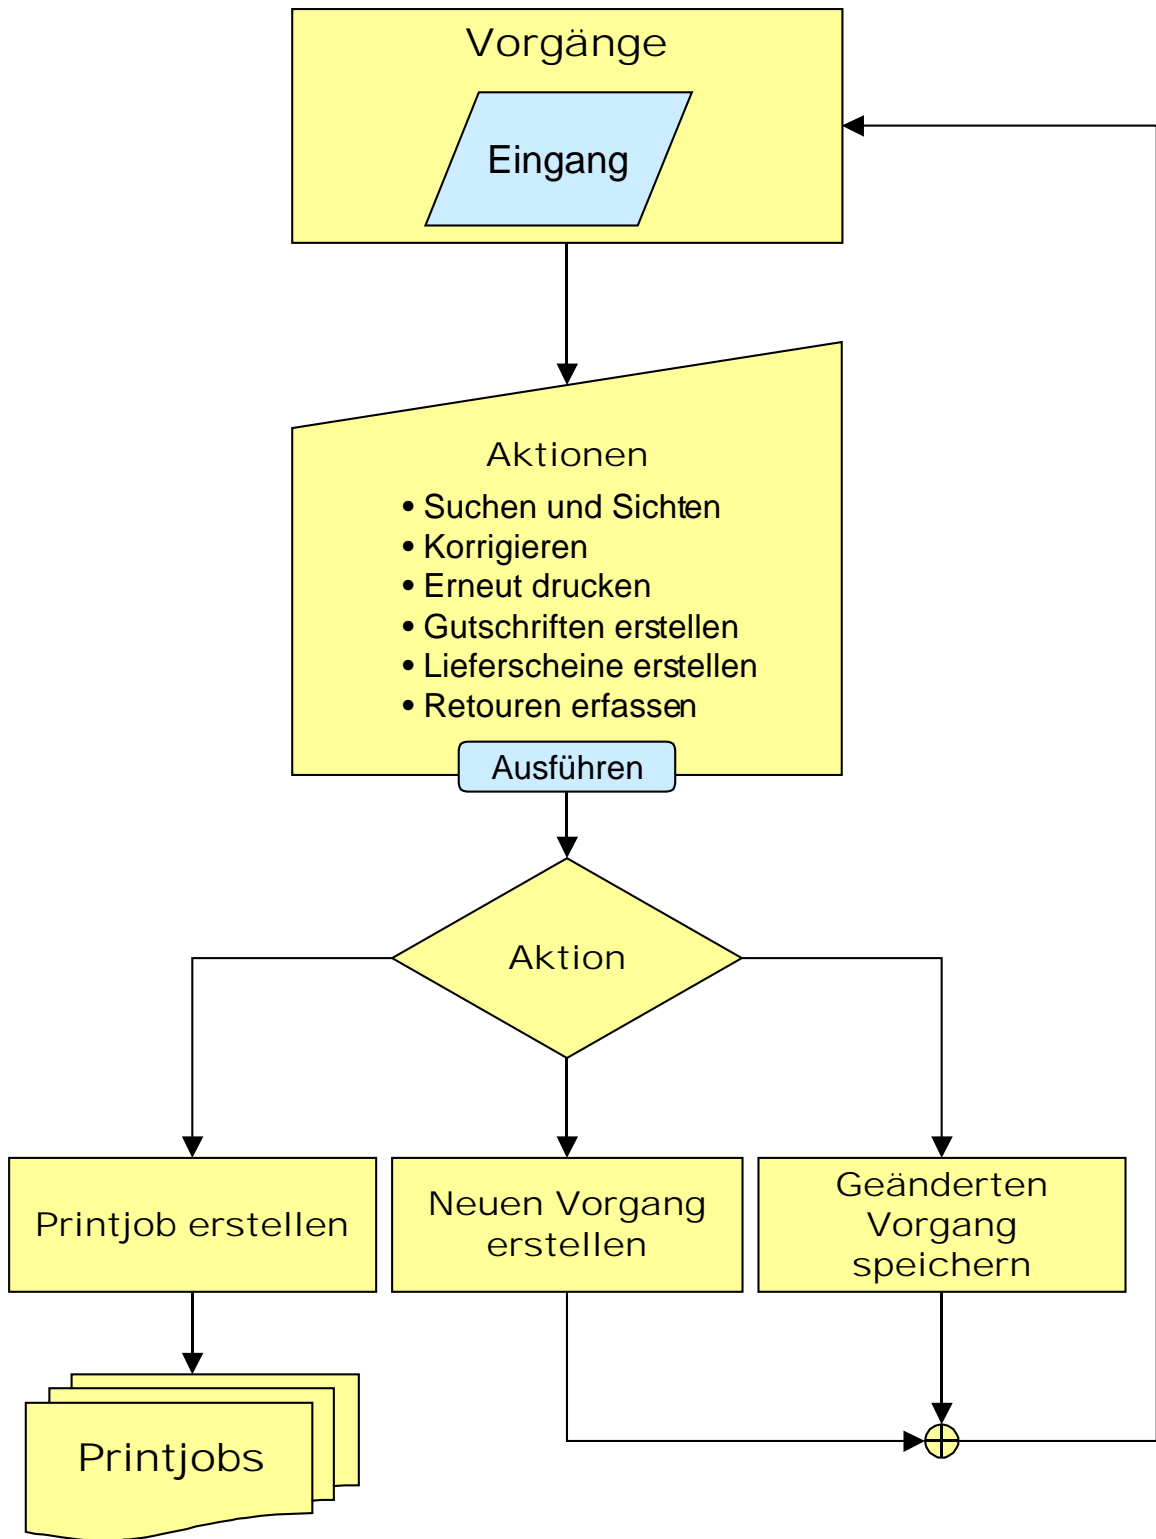 Vorgänge
Eingang
Aktionen
• Suchen und Sichten
• Korrigieren
• Erneut drucken
• Gutschriften erstellen
• Lieferscheine erstellen
• Retouren erfassen
Ausführen
Aktion
Printjob erstellen
Neuen Vorgang
erstellen
Geänderten
Vorgang
speichern
Printjobs